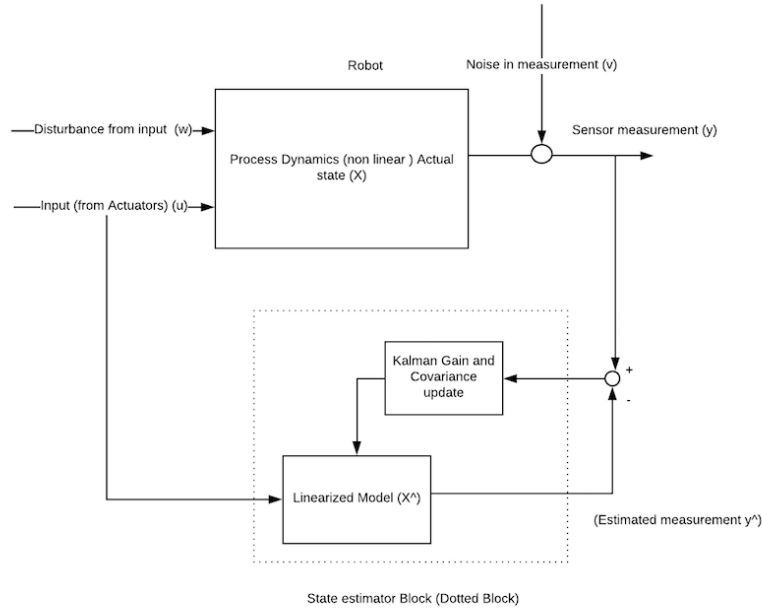 Robot
Noise in measurement (v)
Disturbance from input (w)
Sensor measurement (y)
Process Dynamics (non linear ) Actual
state (X)
Input (from Actuators) (u)
Kalman Gain and
Covariance
update
+
-
Linearized Model (X^)
(Estimated measurement y^)
State estimator Block (Dotted Block)